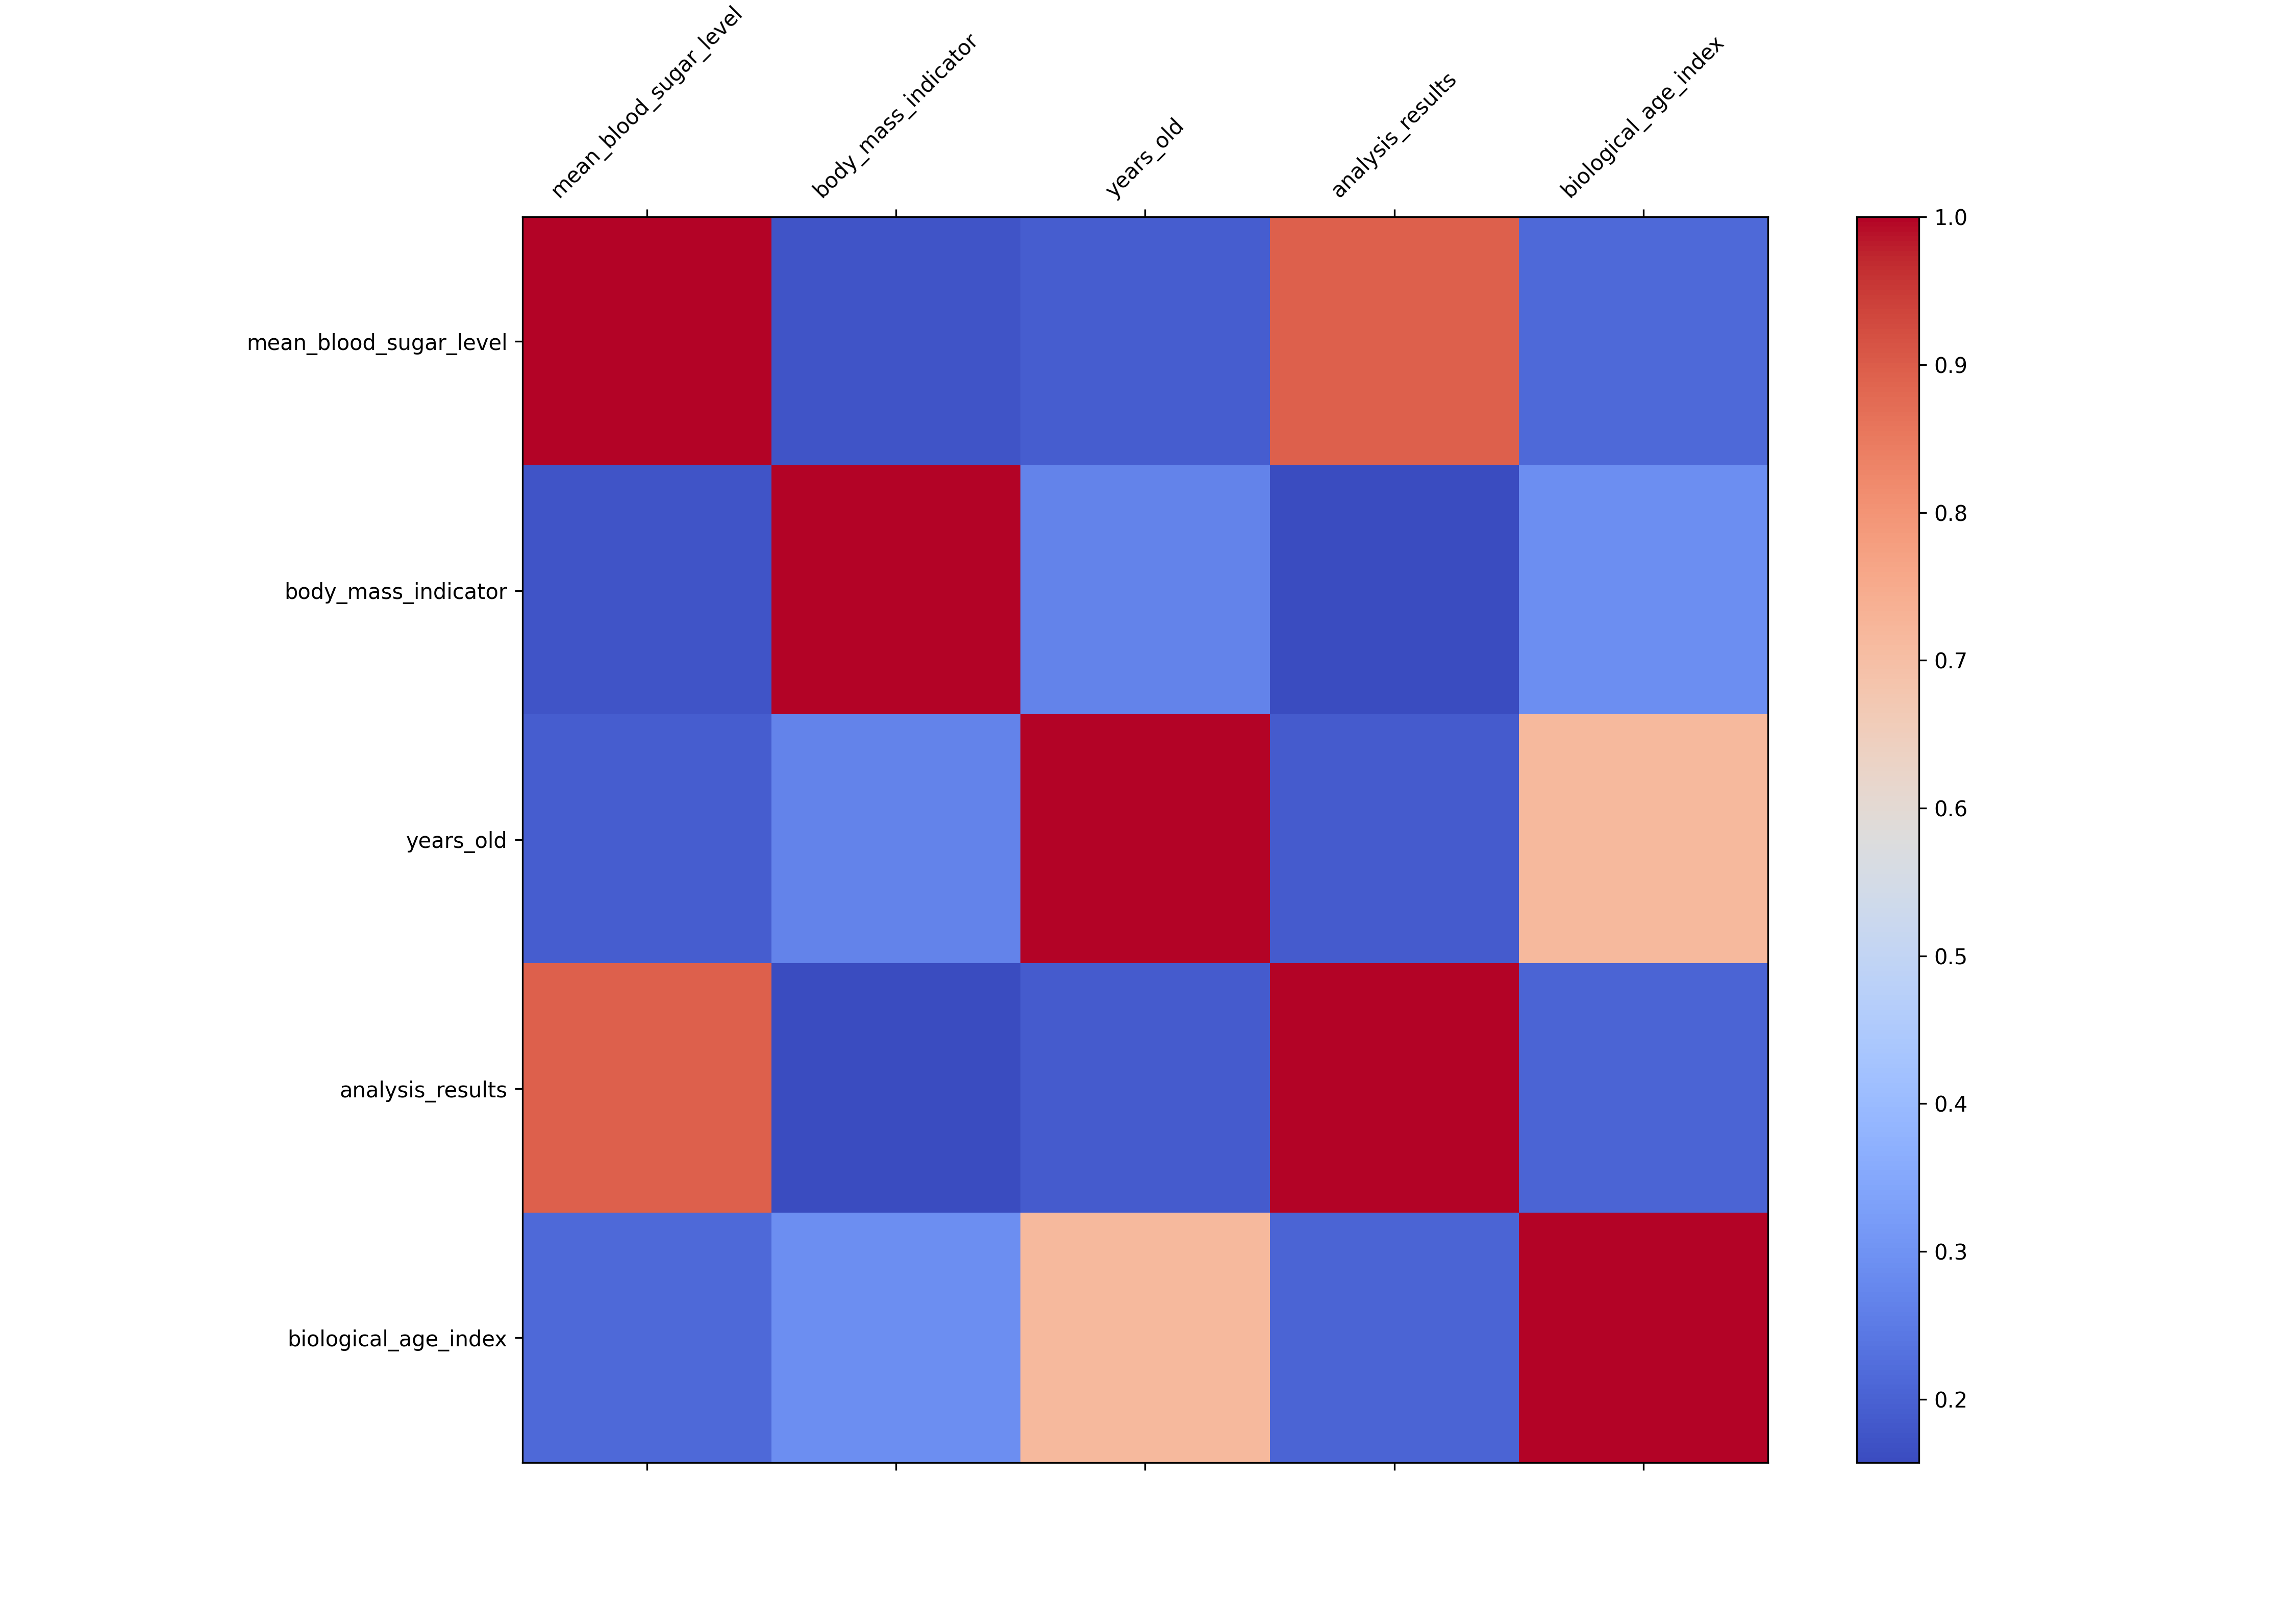 mean_blood_sugar_level
body_mass_indicator
years_old
analysis_results
biological_age_index
mean_blood_sugar_level
body_mass_indicator
years_old
analysis_results
biological_age_index
1.0
0.9
0.8
0.7
0.6
0.5
0.4
0.3
0.2